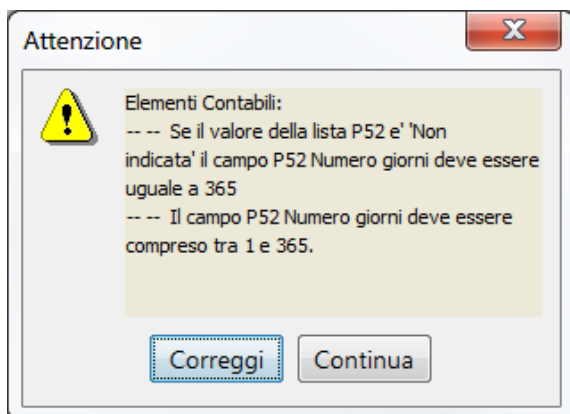 Attenzione
Elementi Contabili:
-- -- Se il valore della lista P52 e' 'Non
indicata' il campo P52 Numero giorni deve essere
uguale a 365
-- -- Il campo P52 Numero giorni deve essere
compreso tra 1 e 365.
Correggi Continua